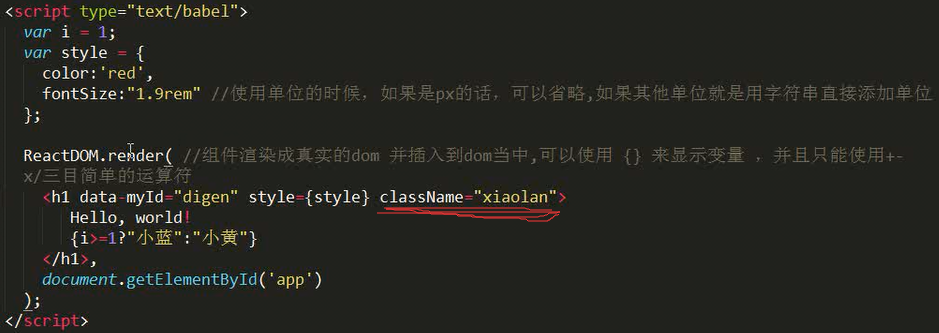 <script type="text/babel">
var i = 1;
var style = {
color:'red',
fontSize:"1.9rem" //使用单位的时候，如果是px的话，可以省略,如果其他单位就是用字符串直接添加单位
};
ReactDOM.render( //组件渲染成真实的dom 并插入到dom当中,可以使用 {} 来显示变量 ，并且只能使用+-
x/三目简单的运算符
<h1 data-myId="digen" style={style} className="xiaolan">
Hello, world!
{i>=1?"小蓝":"小黄"}
</h1>,
document.getElementById('app')
);
</script>